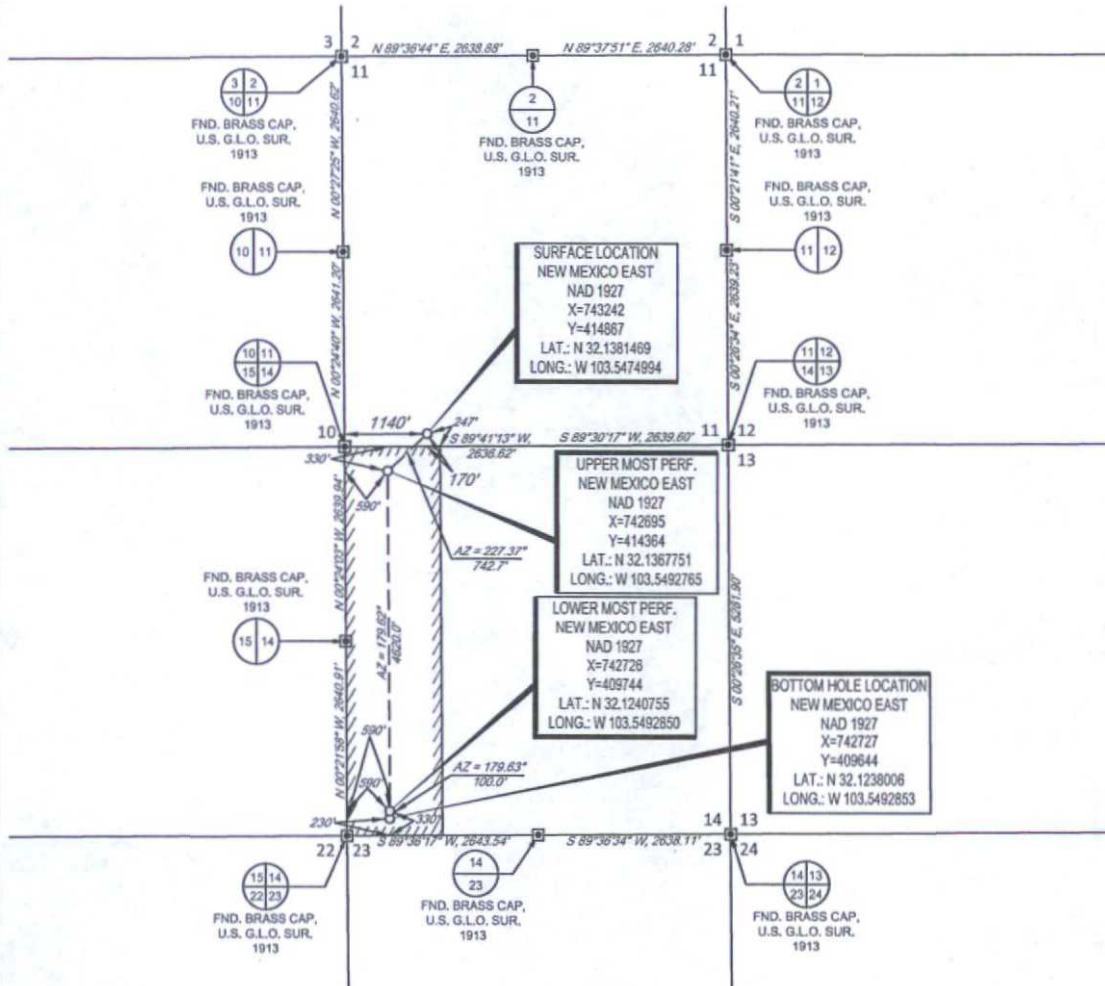 3 2
N 89°36'44" E, 2638.88'
N 89°37'51" E, 2640.28'
2 1
11
11
3 2
10 11
FND. BRASS CAP,
U.S. G.L.O. SUR.
1913
2
11
FND. BRASS CAP,
U.S. G.L.O. SUR.
1913
2 1
11 12
FND. BRASS CAP,
U.S. G.L.O. SUR.
1913
N 00°27'25" W, 2640.62'
S 00°21'41" E, 2640.21'
FND. BRASS CAP,
U.S. G.L.O. SUR.
1913
10 11
FND. BRASS CAP,
U.S. G.L.O. SUR.
1913
11 12
SURFACE LOCATION
NEW MEXICO EAST
NAD 1927
X=743242
Y=414867
LAT.: N 32.1381469
LONG.: W 103.5474994
N 00°24'40" W, 2641.20'
S 00°26'34" E, 2639.23'
10 11
15 14
FND. BRASS CAP,
U.S. G.L.O. SUR.
1913
11 12
14 13
FND. BRASS CAP,
U.S. G.L.O. SUR.
1913
1140'
247'
10
S 89°41'13" W,
2636.62'
S 89°30'17" W, 2639.60'
11 12
13
330'
170'
590'
UPPER MOST PERF.
NEW MEXICO EAST
NAD 1927
X=742695
Y=414364
LAT.: N 32.1367751
LONG.: W 103.5492765
N 00°24'03" W, 2639.94'
AZ = 227.37°
742.7'
FND. BRASS CAP,
U.S. G.L.O. SUR.
1913
15 14
AZ = 179.62°
4620.0'
LOWER MOST PERF.
NEW MEXICO EAST
NAD 1927
X=742726
Y=409744
LAT.: N 32.1240755
LONG.: W 103.5492850
S 00°26'35" E, 5281.90'
BOTTOM HOLE LOCATION
NEW MEXICO EAST
NAD 1927
X=742727
Y=409644
LAT.: N 32.1238006
LONG.: W 103.5492853
N 00°21'58" W, 2640.91'
590'
590'
AZ = 179.63°
100.0'
230'
330'
S 89°36'17" W, 2643.54'
S 89°36'34" W, 2638.11'
14 13
22 23
23 24
15 14
22 23
FND. BRASS CAP,
U.S. G.L.O. SUR.
1913
14
23
FND. BRASS CAP,
U.S. G.L.O. SUR.
1913
14 13
23 24
FND. BRASS CAP,
U.S. G.L.O. SUR.
1913